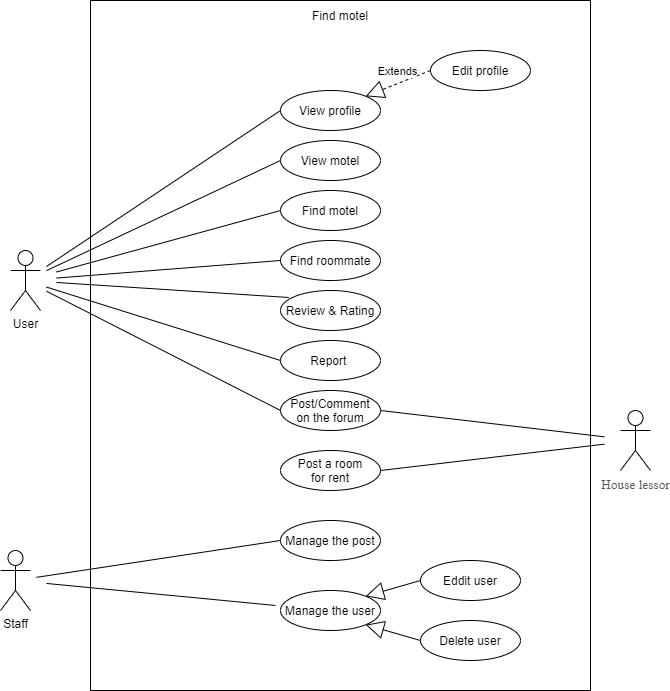 Find motel
Extends
Edit profile
View profile
View motel
Find motel
Find roommate
User
Review & Rating
Report
Post/Comment
on the forum
Post a room
for rent
House lessor
Manage the post
Eddit user
Manage the user
Staff
Delete user